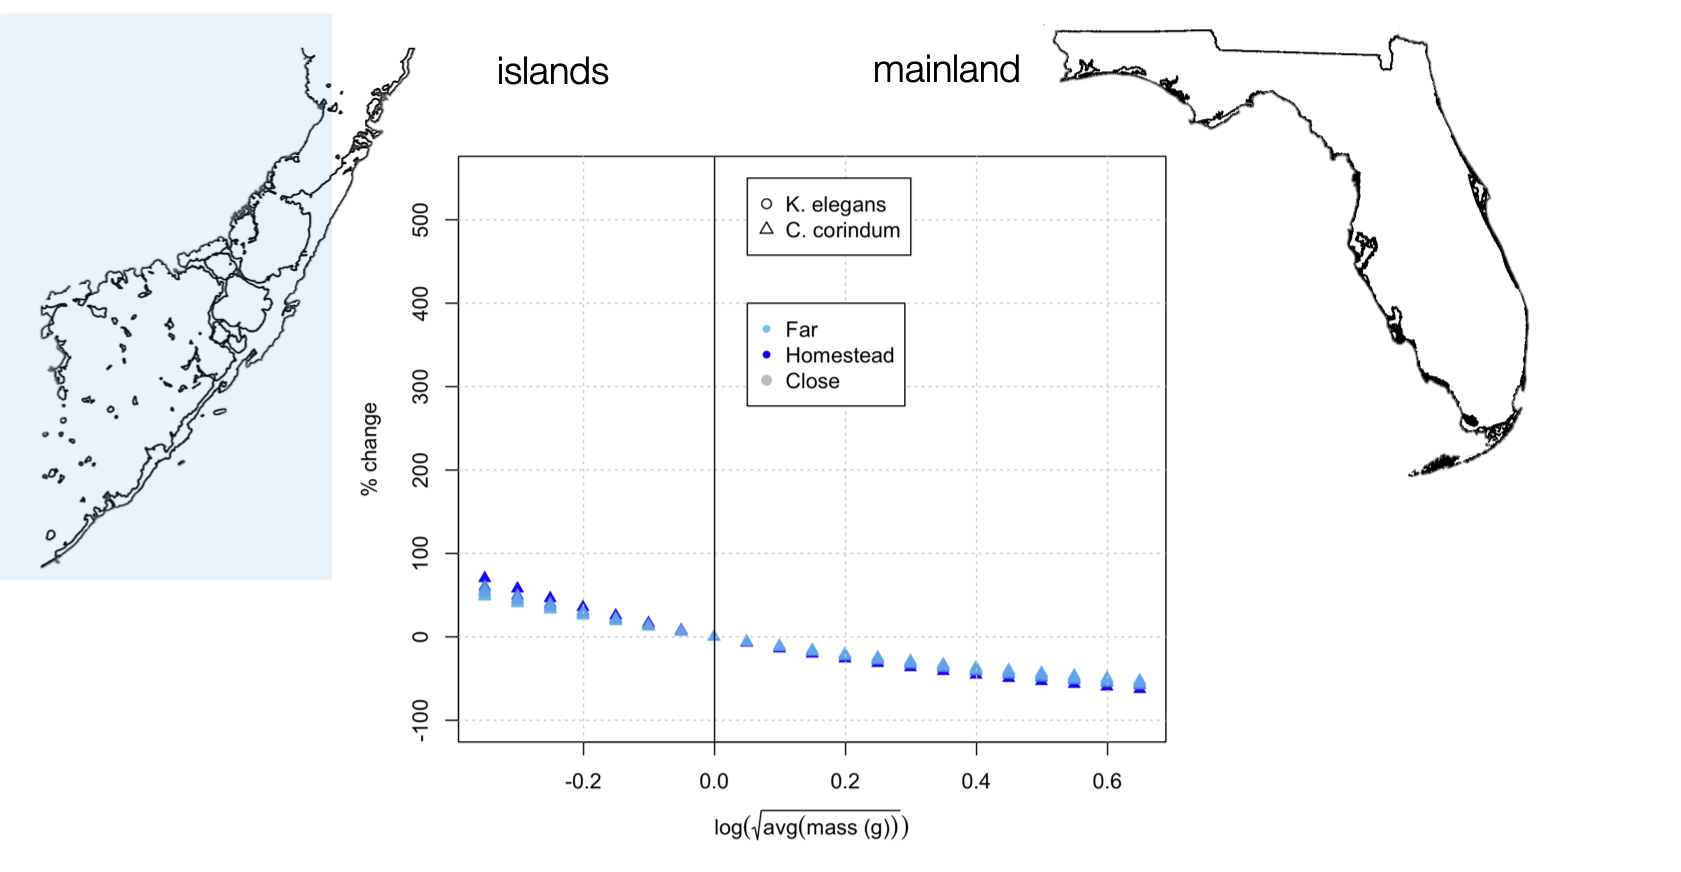 islands
mainland
K. elegans
C. corindum
Far
Homestead
Close
% change
500
400
300
200
100
0
-100
-0.2 0.0 0.2 0.4 0.6
log(√avg(mass (g)))